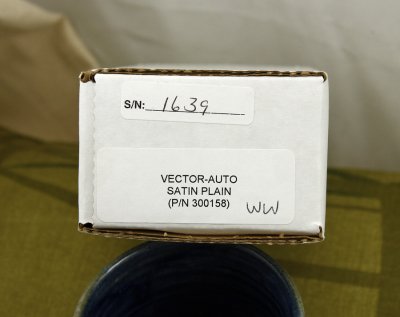 S/N: 1639
VECTOR-AUTO
SATIN PLAIN
(P/N 300158)
WW